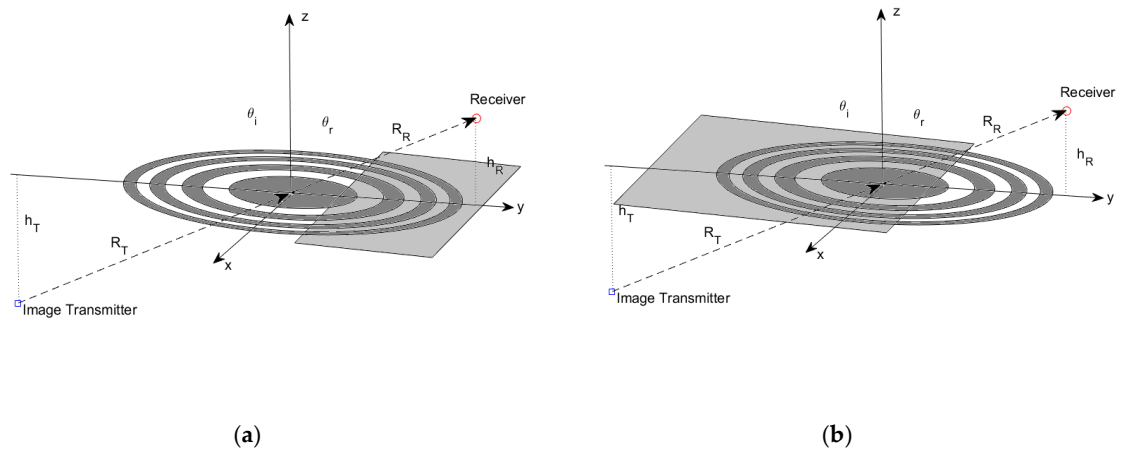 z
Receiver
θi
θr
RR
hR
y
hT
RT
x
Image Transmitter
(a)
z
Receiver
θi
θr
RR
hR
y
hT
RT
x
Image Transmitter
(b)